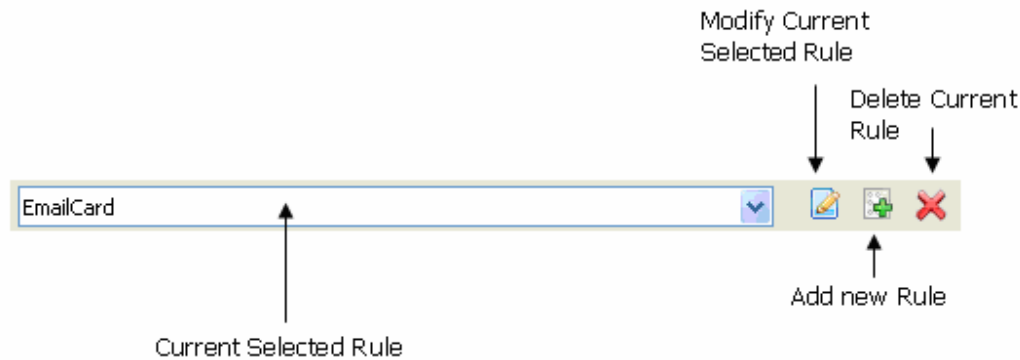 Modify Current
Selected Rule
Delete Current
Rule
EmailCard
Add new Rule
Current Selected Rule